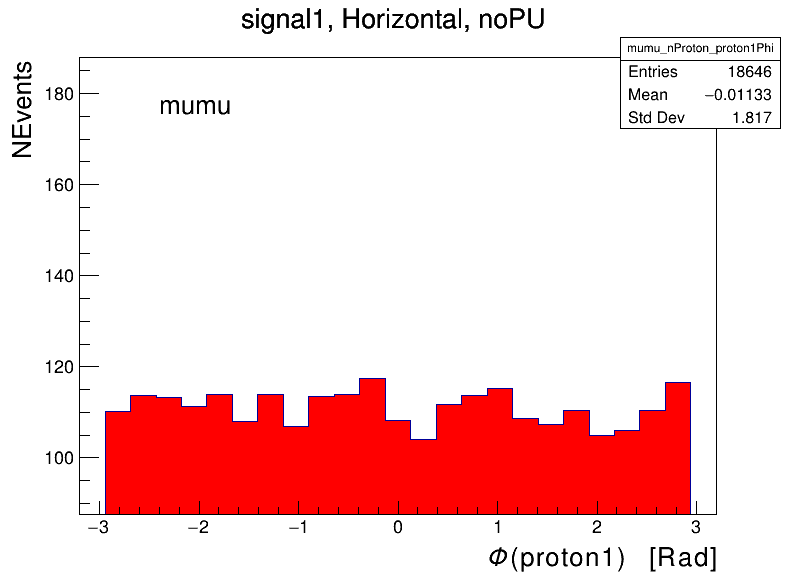 signal1, Horizontal, noPU
mumu_nProton_proton1Phi
Entries 18646
Mean −0.01133
Std Dev 1.817
NEvents
mumu
180
160
140
120
100
−3 −2 −1 0 1 2 3
Φ(proton1) [Rad]